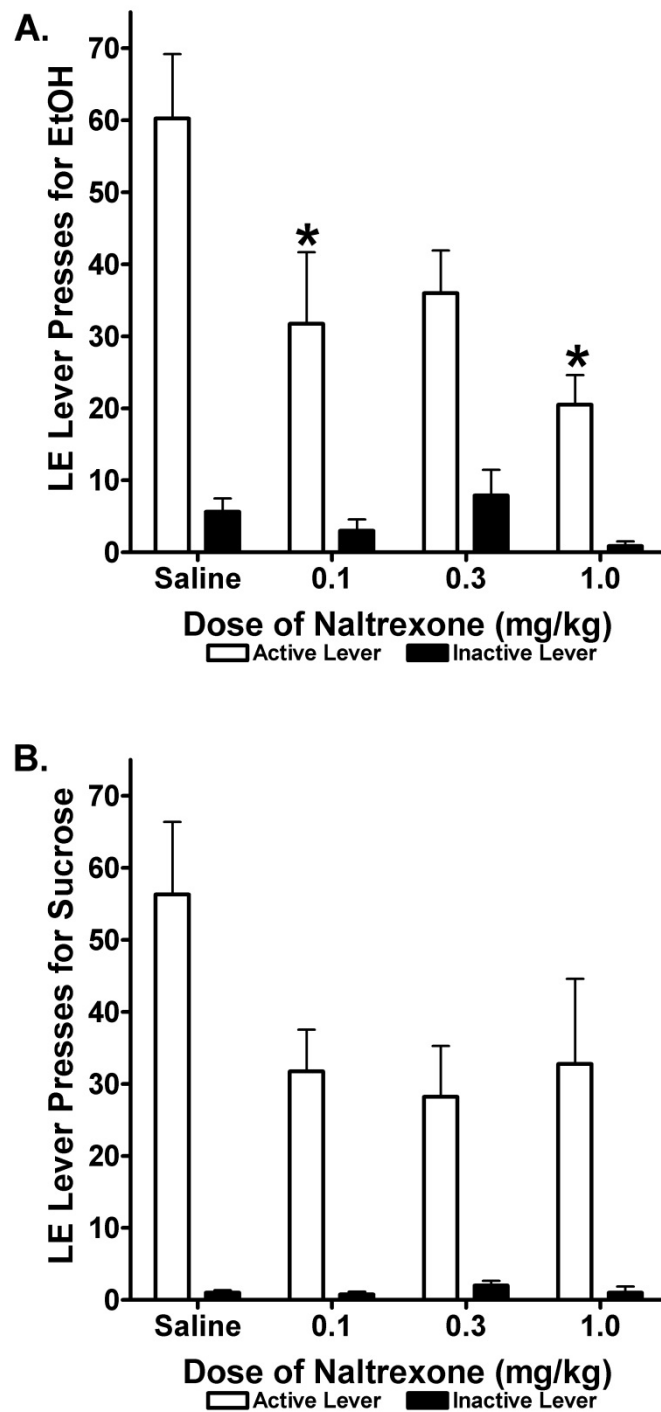 A.
LE Lever Presses for EtOH
70
60
50
40
30
20
10
0
*
*
Saline 0.1 0.3 1.0
Dose of Naltrexone (mg/kg)
Active Lever Inactive Lever
B.
LE Lever Presses for Sucrose
70
60
50
40
30
20
10
0
Saline 0.1 0.3 1.0
Dose of Naltrexone (mg/kg)
Active Lever Inactive Lever